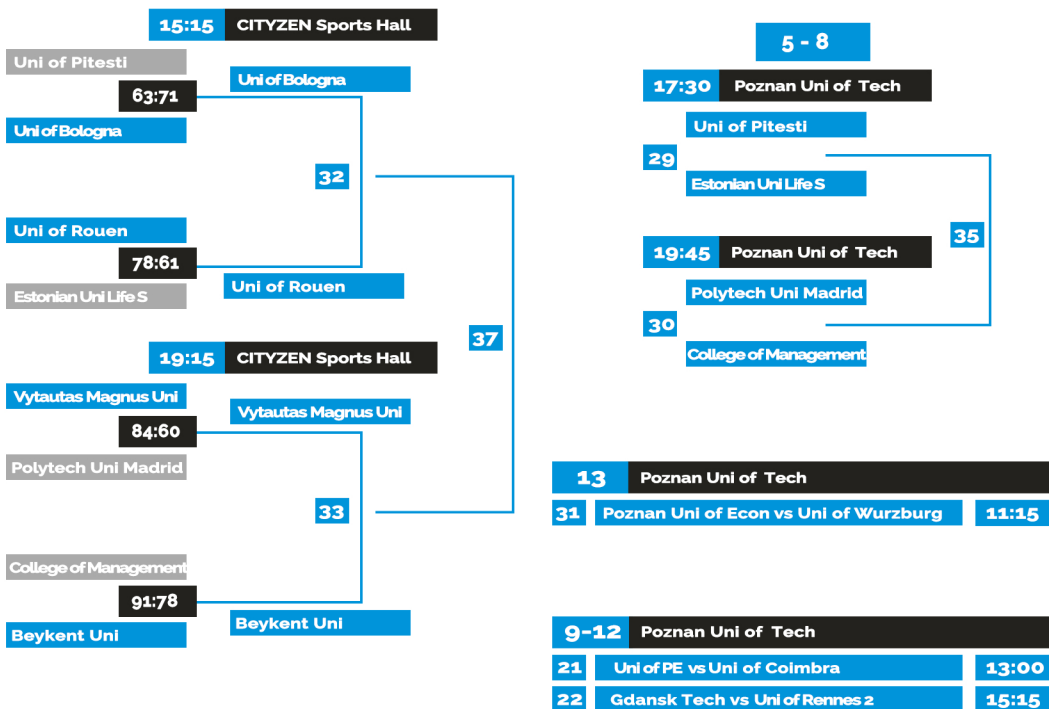 15:15 CITYZEN Sports Hall
Uni of Pitesti
Uni of Bologna
63:71
Uni of Bologna
32
Uni of Rouen
78:61
Uni of Rouen
Estonian Uni Life S
37
19:15 CITYZEN Sports Hall
Vytautas Magnus Uni
Vytautas Magnus Uni
84:60
Polytech Uni Madrid
33
College of Management
91:78
Beykent Uni
Beykent Uni
5 - 8
17:30 Poznan Uni of Tech
Uni of Pitesti
29
Estonian Uni Life S
35
19:45 Poznan Uni of Tech
Polytech Uni Madrid
30
College of Management
13 Poznan Uni of Tech
31 Poznan Uni of Econ vs Uni of Wurzburg 11:15
9-12 Poznan Uni of Tech
21 Uni of PE vs Uni of Coimbra 13:00
22 Gdansk Tech vs Uni of Rennes 2 15:15